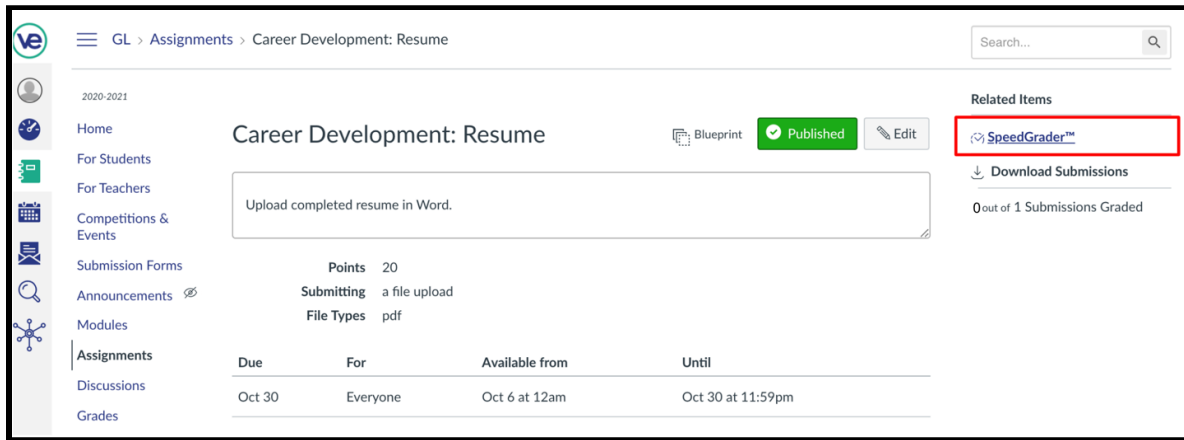 ve
GL > Assignments > Career Development: Resume
Search...
2020-2021
Home
For Students
For Teachers
Competitions &
Events
Submission Forms
Announcements
Modules
Assignments
Discussions
Grades
Career Development: Resume
Blueprint
Published
Edit
Upload completed resume in Word.
Points 20
Submitting a file upload
File Types pdf
Due For Available from Until
Oct 30 Everyone Oct 6 at 12am Oct 30 at 11:59pm
Related Items
SpeedGrader™
Download Submissions
0 out of 1 Submissions Graded